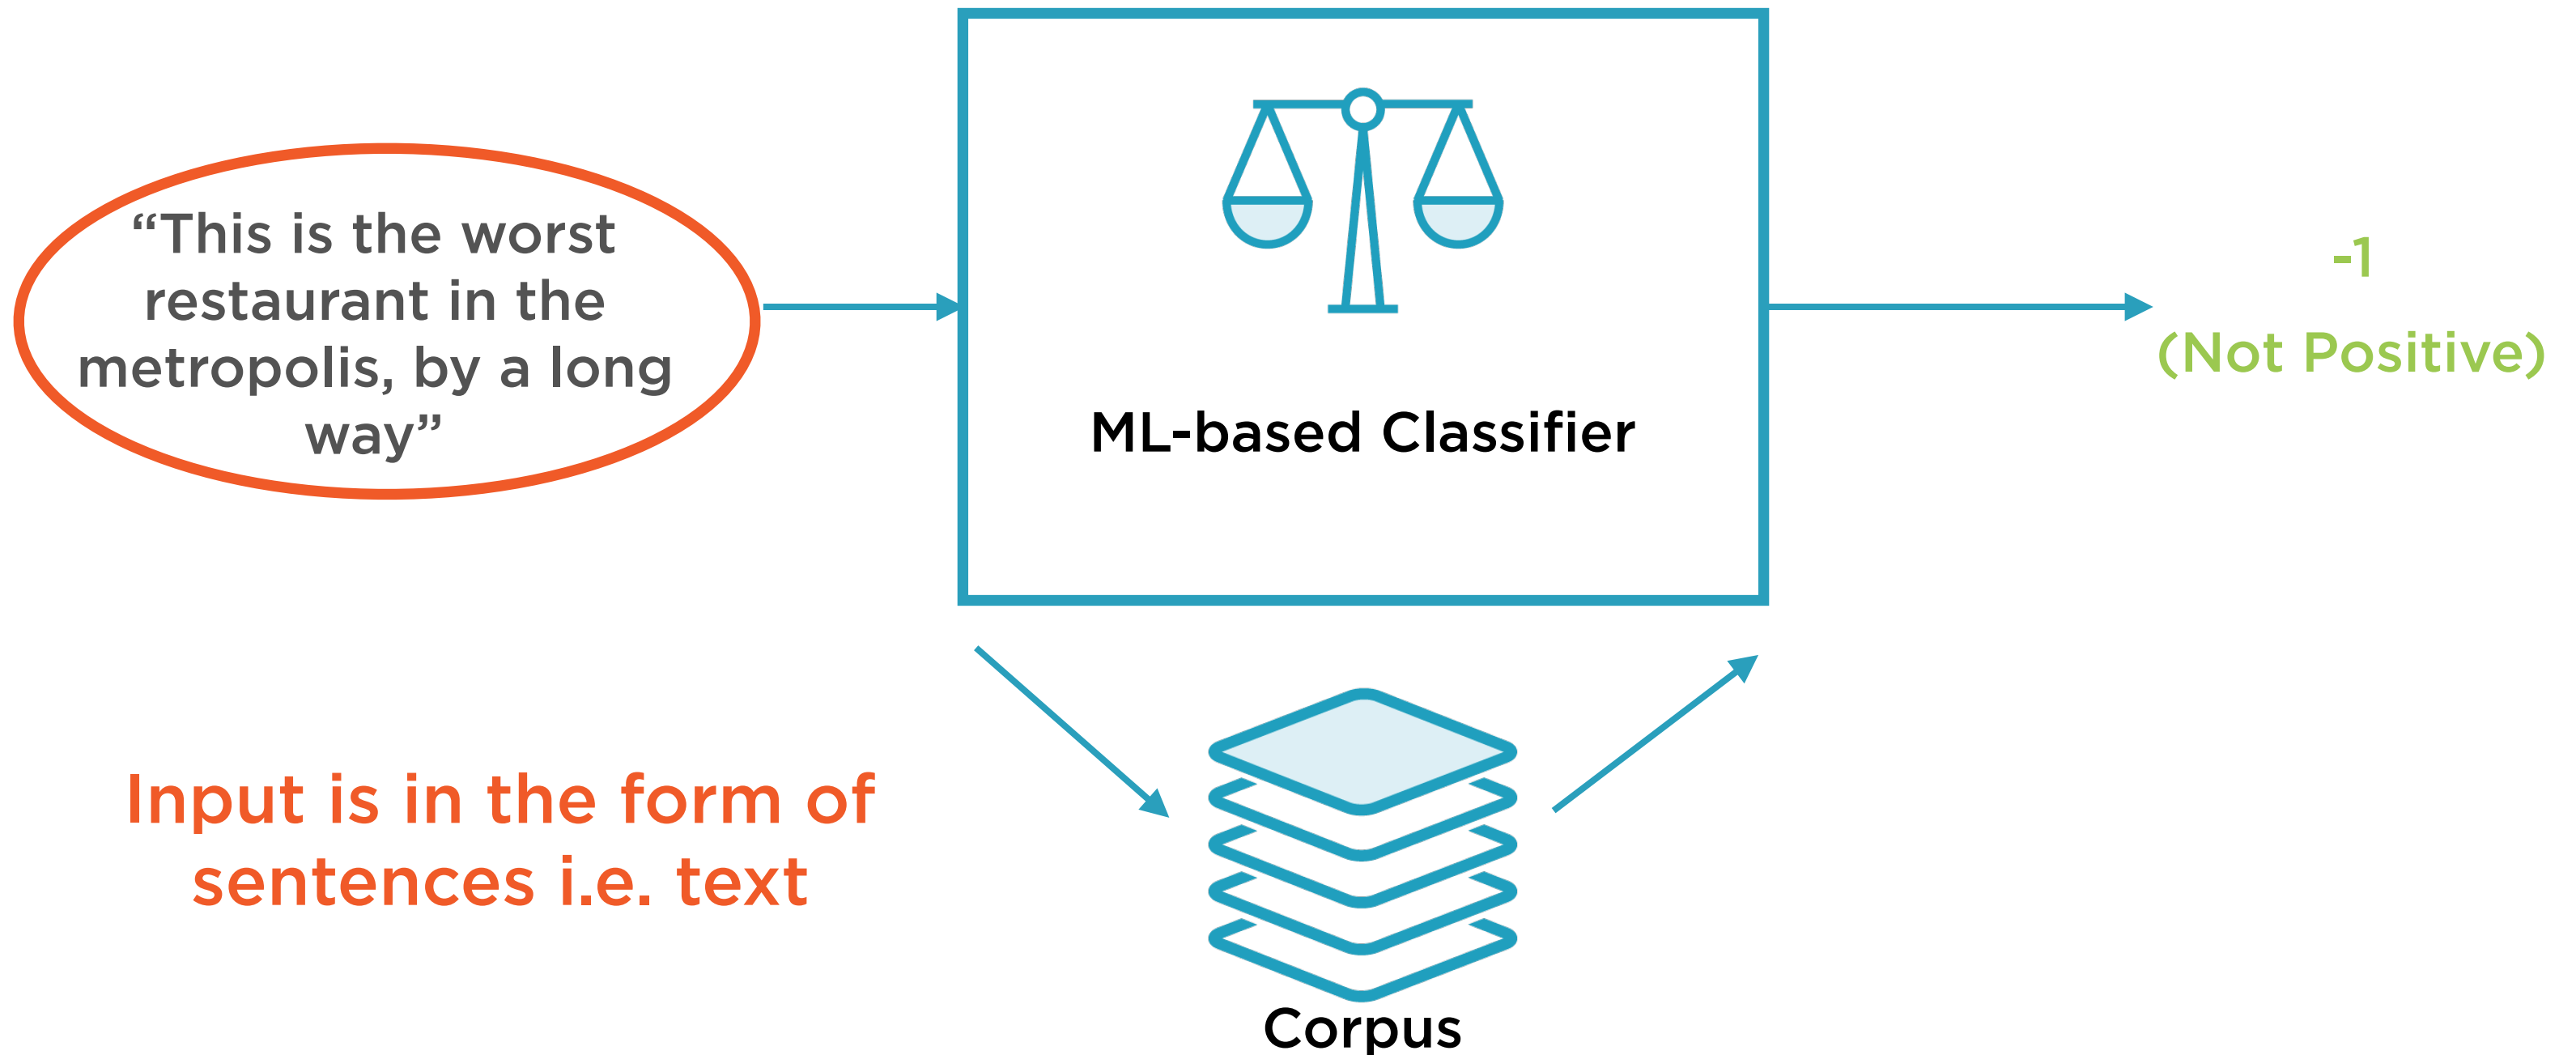 “This is the worst
restaurant in the
metropolis, by a long
way”
ML-based Classifier
-1
(Not Positive)
Input is in the form of
sentences i.e. text
Corpus